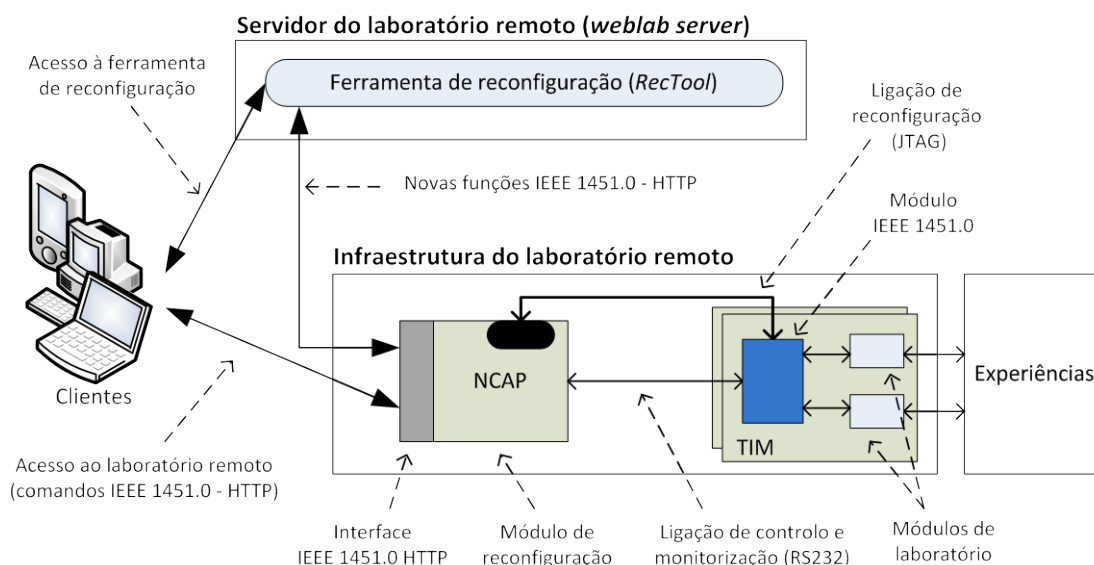 Servidor do laboratório remoto (weblab server)
Acesso à ferramenta
de reconfiguração
Ferramenta de reconfiguração (RecTool)
Ligação de
reconfiguração
(JTAG)
Novas funções IEEE 1451.0 - HTTP
Módulo
IEEE 1451.0
Infraestrutura do laboratório remoto
NCAP
Experiências
Clientes
TIM
Acesso ao laboratório remoto
(comandos IEEE 1451.0 - HTTP)
Interface
IEEE 1451.0 HTTP
Módulo de
reconfiguração
Ligação de controlo e
monitorização (RS232)
Módulos de
laboratório